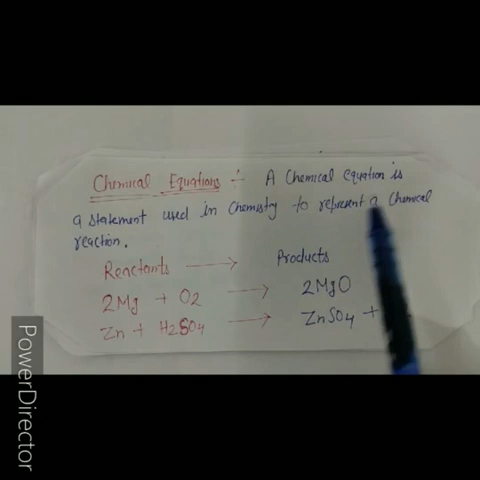 Chemical Equations :- A Chemical equation is
a statement used in Chemisty to represent a Chemical
reaction.
Reactants → Products
2Mg + O2 → 2MgO
Zn + H2SO4 → ZnSO4 +
PowerDirector